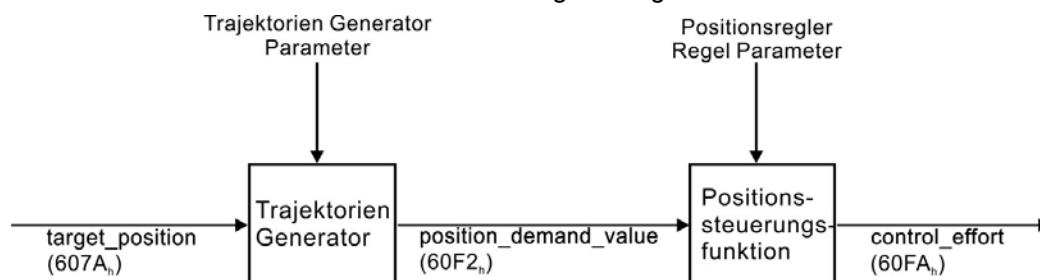 Trajektorien Generator
Parameter
Positionsregler
Regel Parameter
Trajektorien
Generator
Positions-
steuerungs-
funktion
target_position
(607Aₕ)
position_demand_value
(60F2ₕ)
control_effort
(60FAₕ)